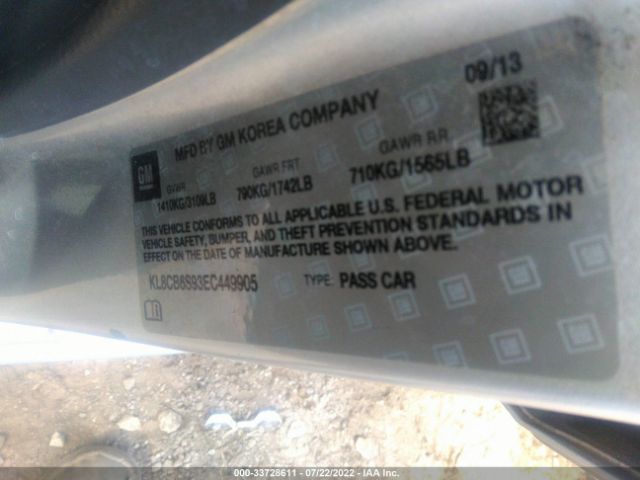 09/13
MFD BY GM KOREA COMPANY
GM
GVWR GAWR FRT GAWR RR
1410KG/3109LB 790KG/1742LB 710KG/1565LB
THIS VEHICLE CONFORMS TO ALL APPLICABLE U.S. FEDERAL MOTOR
VEHICLE SAFETY, BUMPER, AND THEFT PREVENTION STANDARDS IN
EFFECT ON THE DATE OF MANUFACTURE SHOWN ABOVE.
KL8CB6S93EC449905 TYPE: PASS CAR
000-33728611 - 07/22/2022 - IAA Inc.